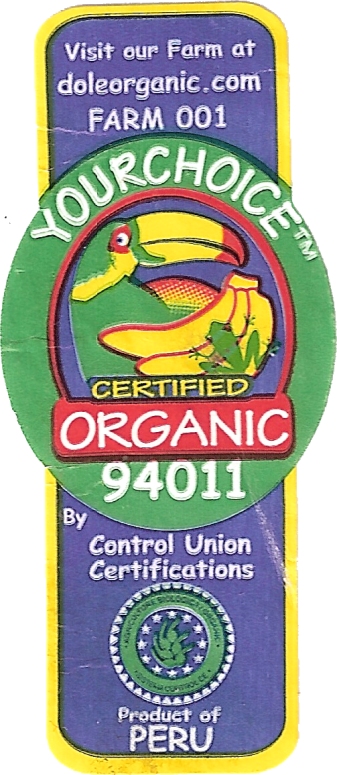 Visit our Farm at
doleorganic.com
FARM 001
YOURCHOICE™
CERTIFIED
ORGANIC
94011
By
Control Union
Certifications
Product of
PERU